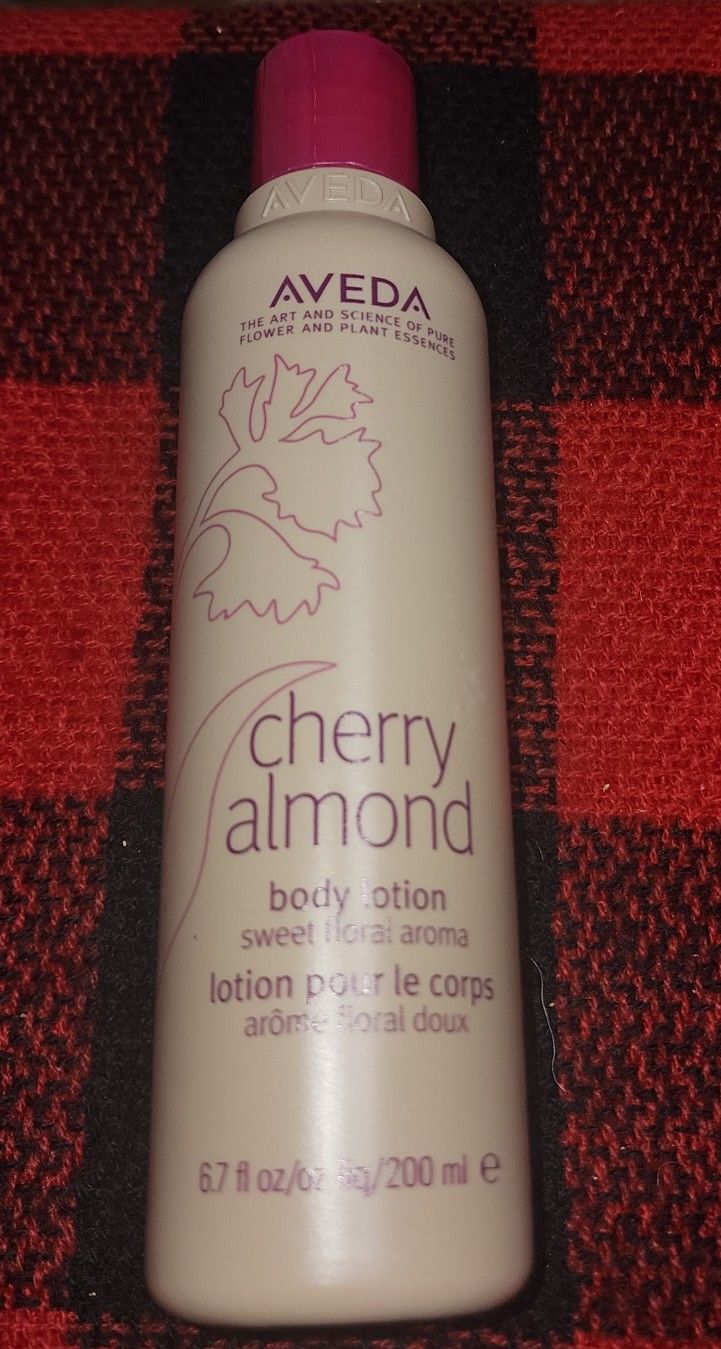 AVEDA
AVEDA
THE ART AND SCIENCE OF PURE
FLOWER AND PLANT ESSENCES
cherry
almond
body lotion
sweet floral aroma
lotion pour le corps
arôme floral doux
6.7 fl oz/oz liq/200 ml e